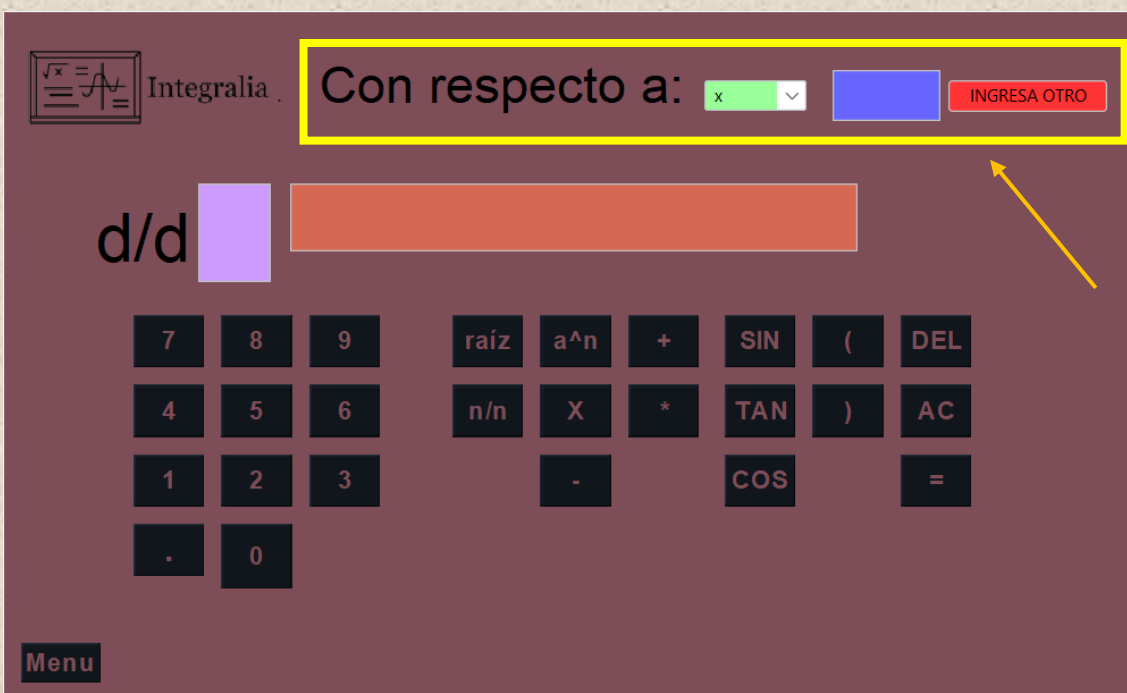 Integralia .
Con respecto a: x INGRESA OTRO
d/d
7 8 9 raíz a^n + SIN ( DEL
4 5 6 n/n X * TAN ) AC
1 2 3 - COS =
. 0
Menu